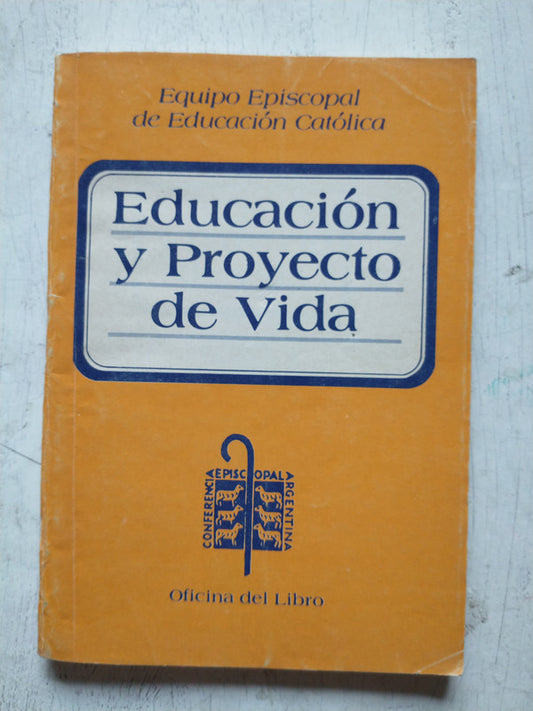 Equipo Episcopal
de Educación Católica
Educación
y Proyecto
de Vida
CONFERENCIA
EPISCOPAL
ARGENTINA
Oficina del Libro